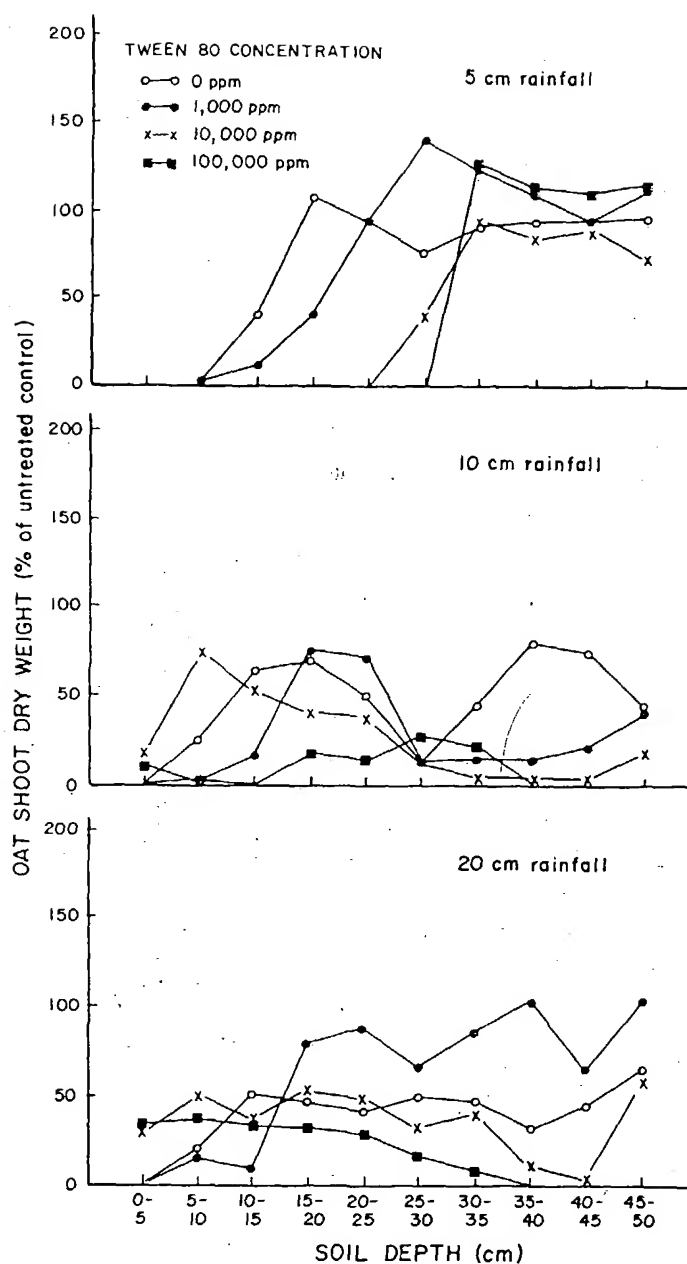 200
TWEEN 80 CONCENTRATION
0 ppm
1,000 ppm
10,000 ppm
100,000 ppm
5 cm rainfall
150
100
50
0
200
10 cm rainfall
150
100
50
0
200
20 cm rainfall
150
100
50
0
OAT SHOOT DRY WEIGHT (% of untreated control)
0-5
5-10
10-15
15-20
20-25
25-30
30-35
35-40
40-45
45-50
SOIL DEPTH (cm)